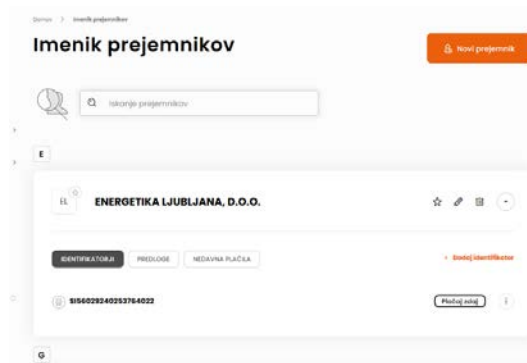 Domov > Imenik prejemnikov
Imenik prejemnikov
Novi prejemnik
Iskanje prejemnikov
E
EL
ENERGETIKA LJUBLJANA, D.O.O.
IDENTIFIKATORJI PREDLOGE NEDAVNA PLAČILA
+ Dodaj identifikator
SI56029240253764022
Plačaj zdaj
G